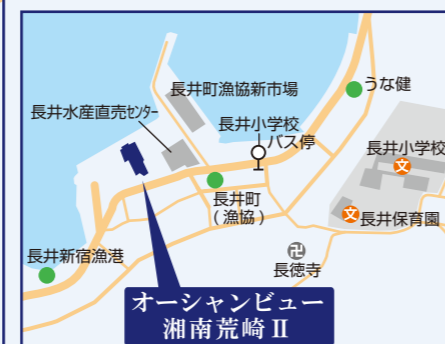 うな健
長井町漁協新市場
長井水産直売センター
長井小学校
バス停
長井小学校
文
長井町
(漁協)
文
長井保育園
長井新宿漁港
卍
長徳寺
オーシャンビュー
湘南荒崎Ⅱ